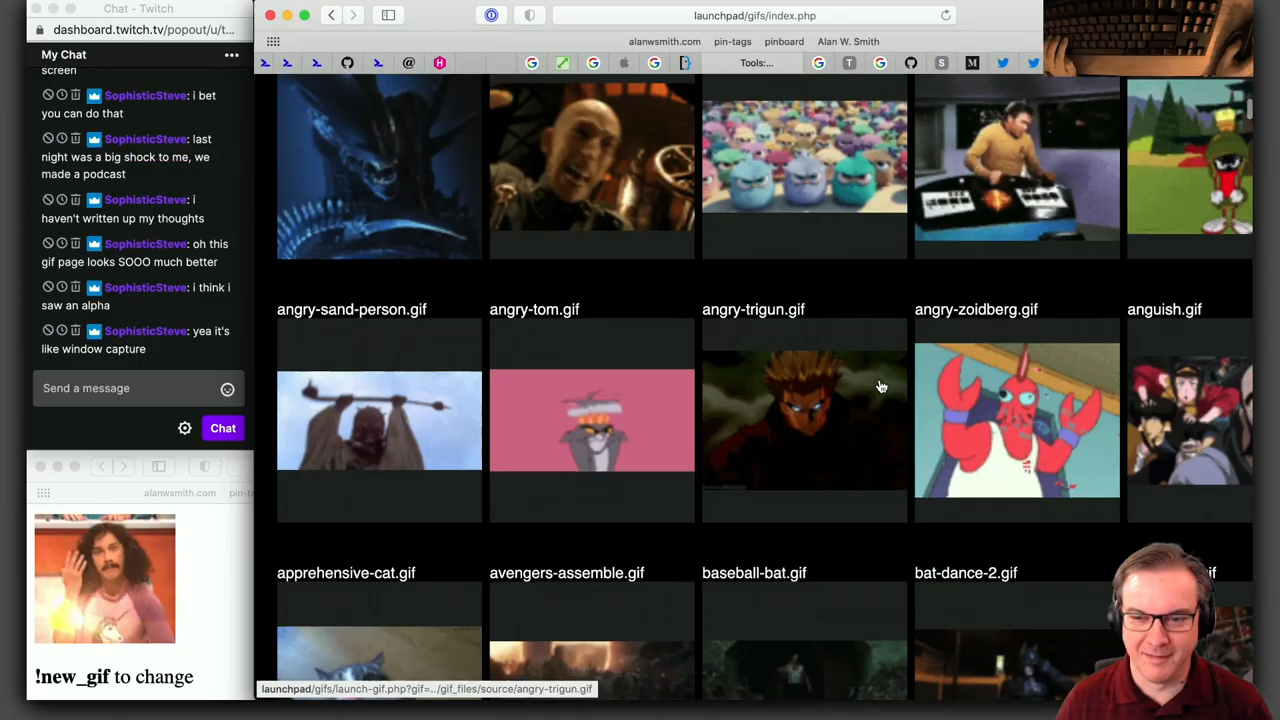 Chat - Twitch
dashboard.twitch.tv/popout/u/t...
My Chat
screen
SophisticSteve: i bet
you can do that
SophisticSteve: last
night was a big shock to me, we
made a podcast
SophisticSteve: i
haven't written up my thoughts
SophisticSteve: oh this
gif page looks SOOO much better
SophisticSteve: i think i
saw an alpha
SophisticSteve: yea it's
like window capture
Send a message
Chat
alanwsmith.com pin-ta
!new_gif to change
launchpad/gifs/index.php
alanwsmith.com pin-tags pinboard Alan W. Smith
Tools:...
T S M
angry-sand-person.gif angry-tom.gif angry-trigun.gif angry-zoidberg.gif anguish.gif
apprehensive-cat.gif avengers-assemble.gif baseball-bat.gif bat-dance-2.gif if
launchpad/gifs/launch-gif.php?gif=../gif_files/source/angry-trigun.gif